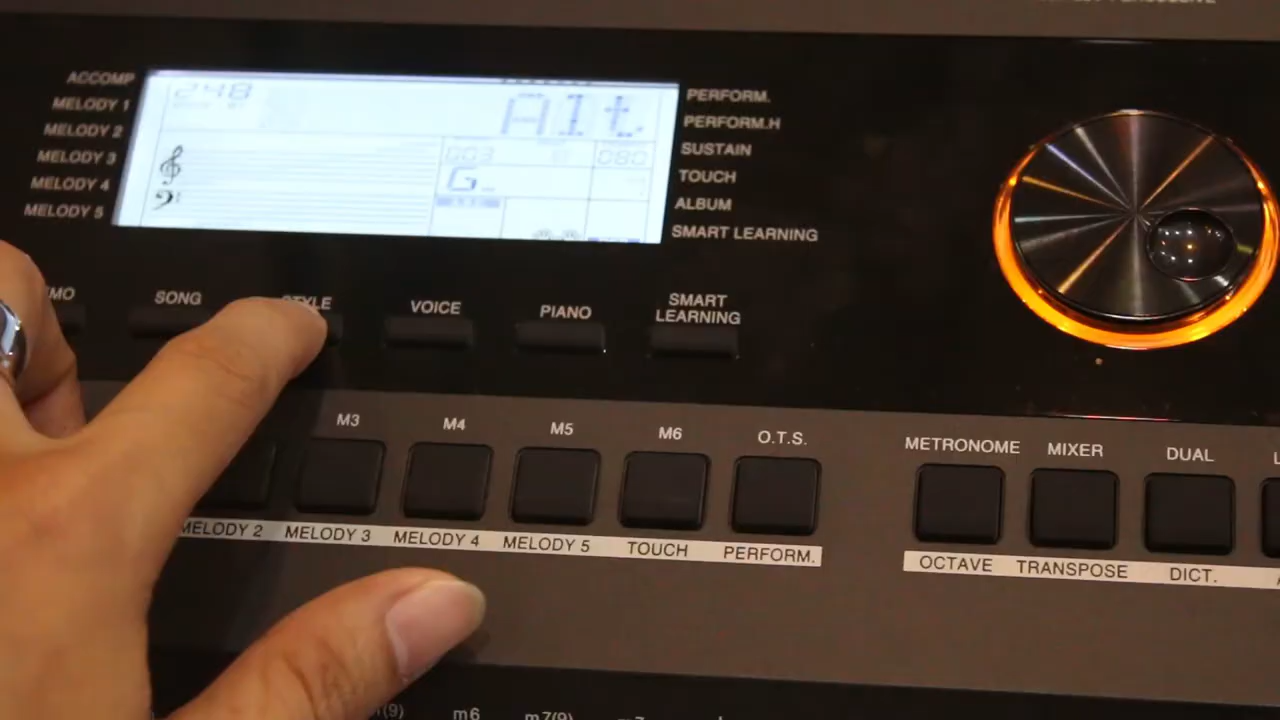 ACCOMP
MELODY 1
MELODY 2
MELODY 3
MELODY 4
MELODY 5
248
Alt
003
080
G
PERFORM.
PERFORM.H
SUSTAIN
TOUCH
ALBUM
SMART LEARNING
SONG
STYLE
VOICE
PIANO
SMART
LEARNING
M3
M4
M5
M6
O.T.S.
MELODY 2
MELODY 3
MELODY 4
MELODY 5
TOUCH
PERFORM.
METRONOME
MIXER
DUAL
OCTAVE
TRANSPOSE
DICT.
m6
m7(9)